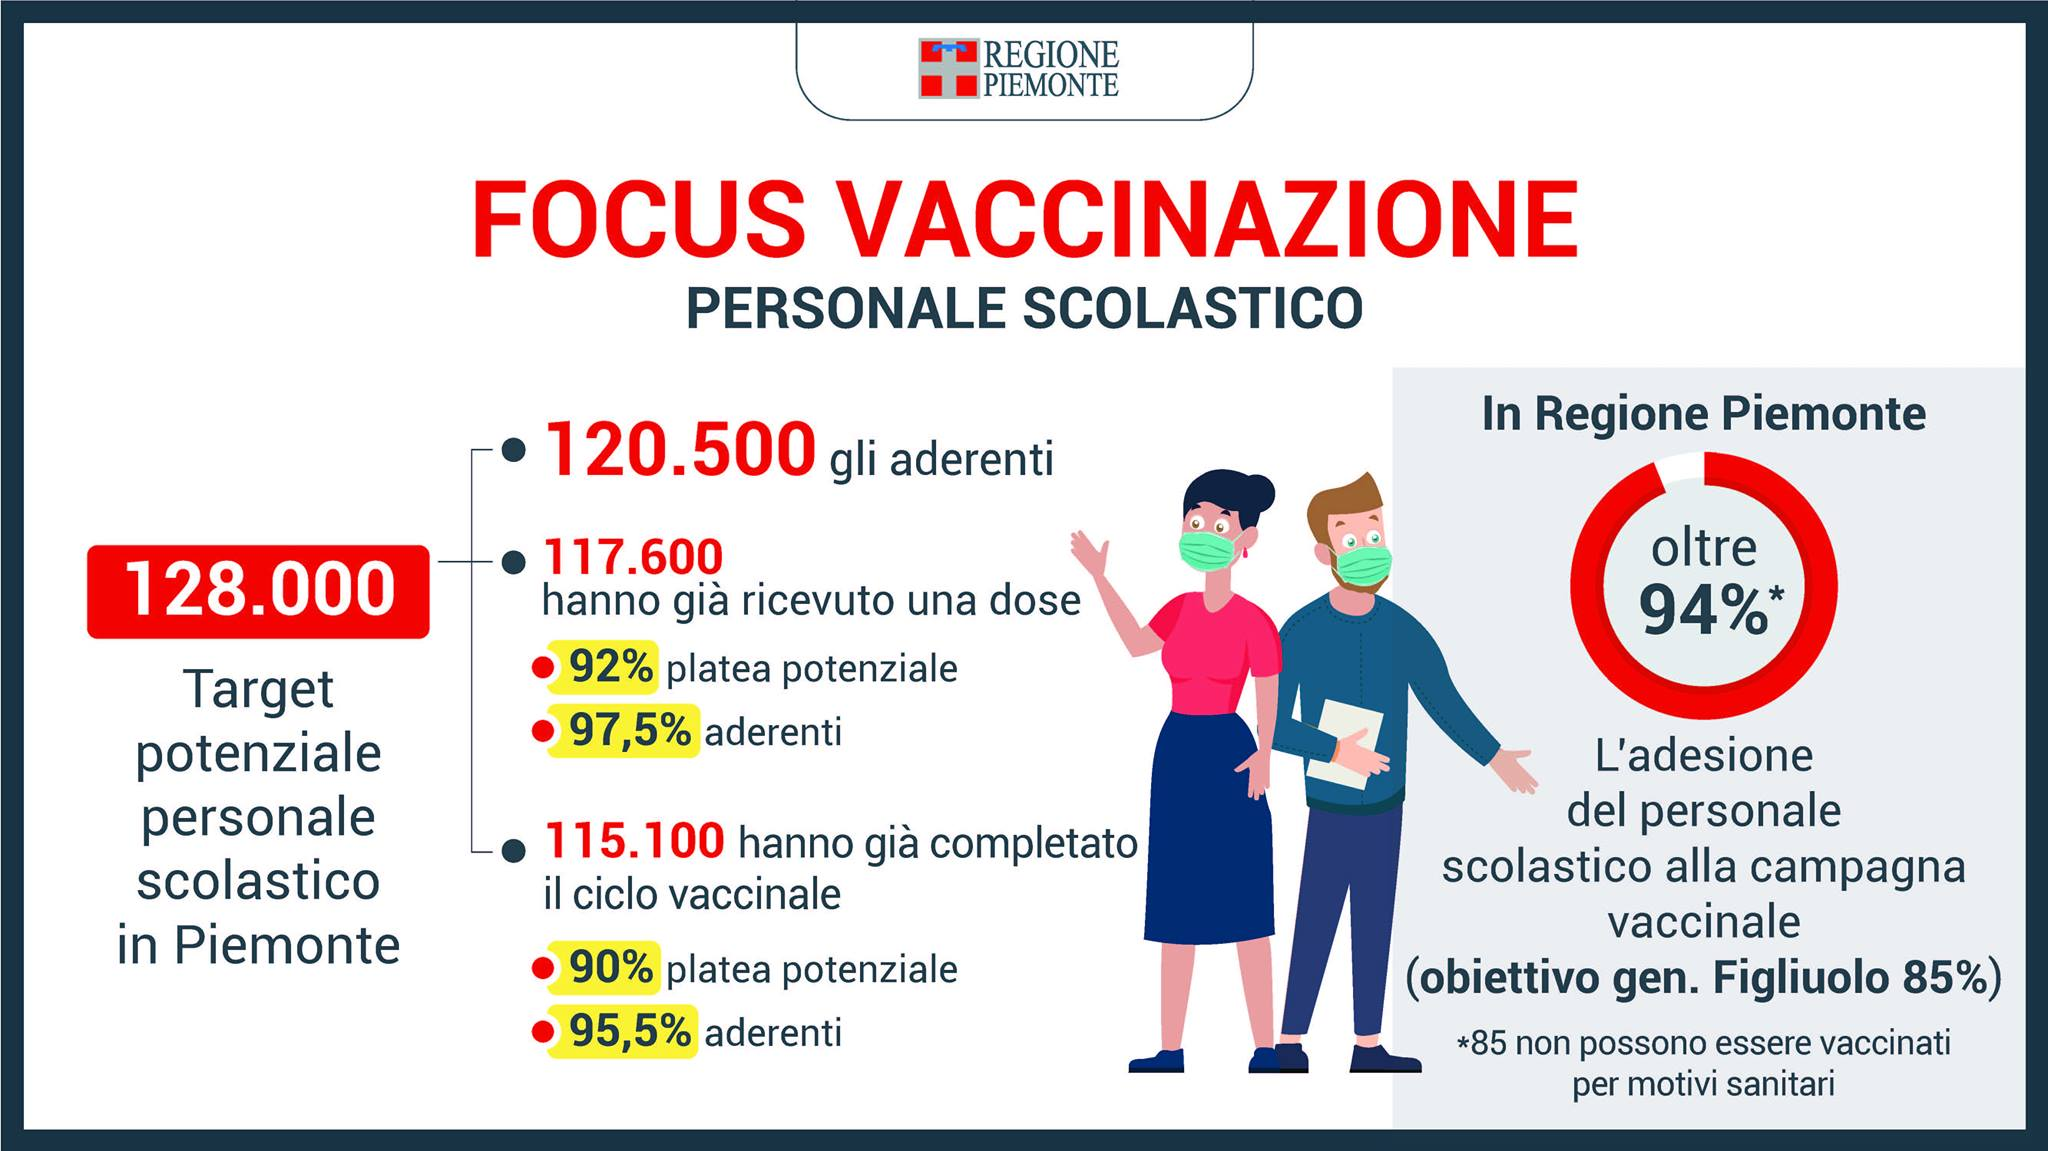 REGIONE
PIEMONTE
FOCUS VACCINAZIONE
PERSONALE SCOLASTICO
128.000
Target
potenziale
personale
scolastico
in Piemonte
120.500 gli aderenti
117.600
hanno già ricevuto una dose
92% platea potenziale
97,5% aderenti
115.100 hanno già completato
il ciclo vaccinale
90% platea potenziale
95,5% aderenti
In Regione Piemonte
oltre
94%*
L'adesione
del personale
scolastico alla campagna
vaccinale
(obiettivo gen. Figliuolo 85%)
*85 non possono essere vaccinati
per motivi sanitari